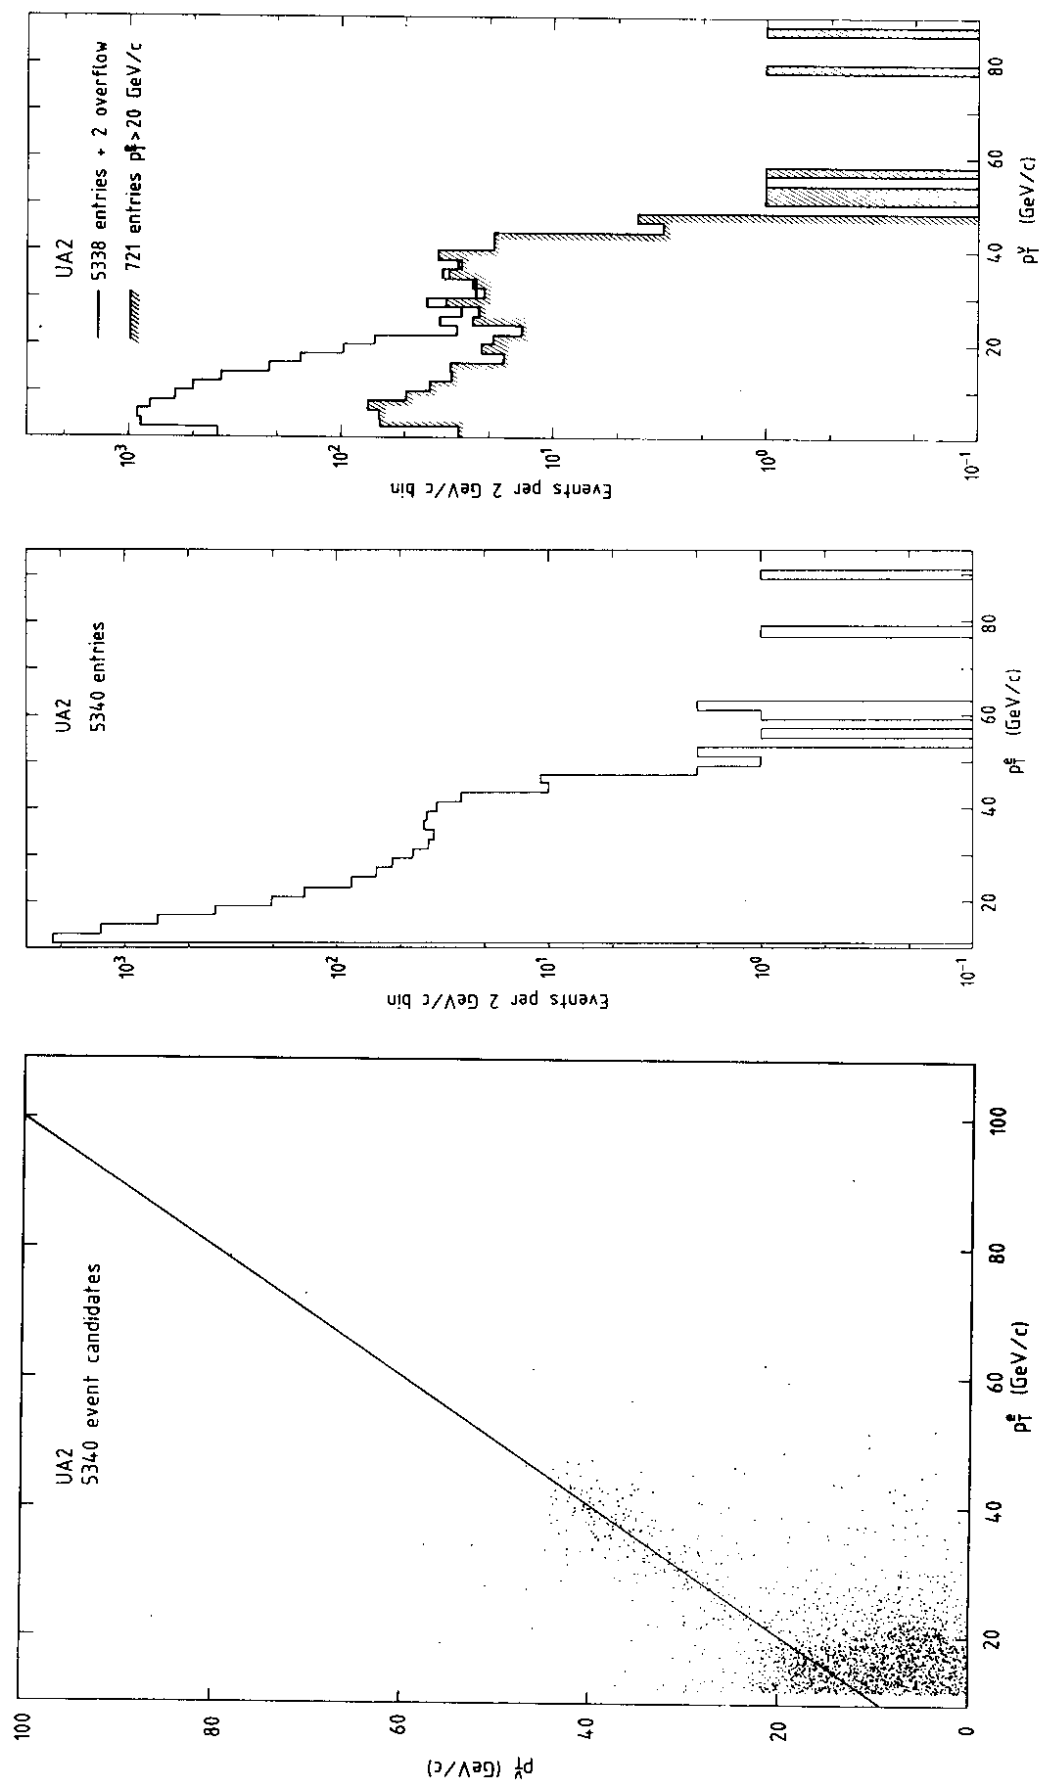 UA2
5340 event candidates
100
80
60
40
20
0
p_T^ν (GeV/c)
20
40
60
80
100
p_T^e (GeV/c)
UA2
5340 entries
10³
10²
10¹
10⁰
10⁻¹
Events per 2 GeV/c bin
20
40
60
80
p_T^e (GeV/c)
UA2
5338 entries + 2 overflow
721 entries p_T^e > 20 GeV/c
10³
10²
10¹
10⁰
10⁻¹
Events per 2 GeV/c bin
20
40
60
80
p_T^ν (GeV/c)